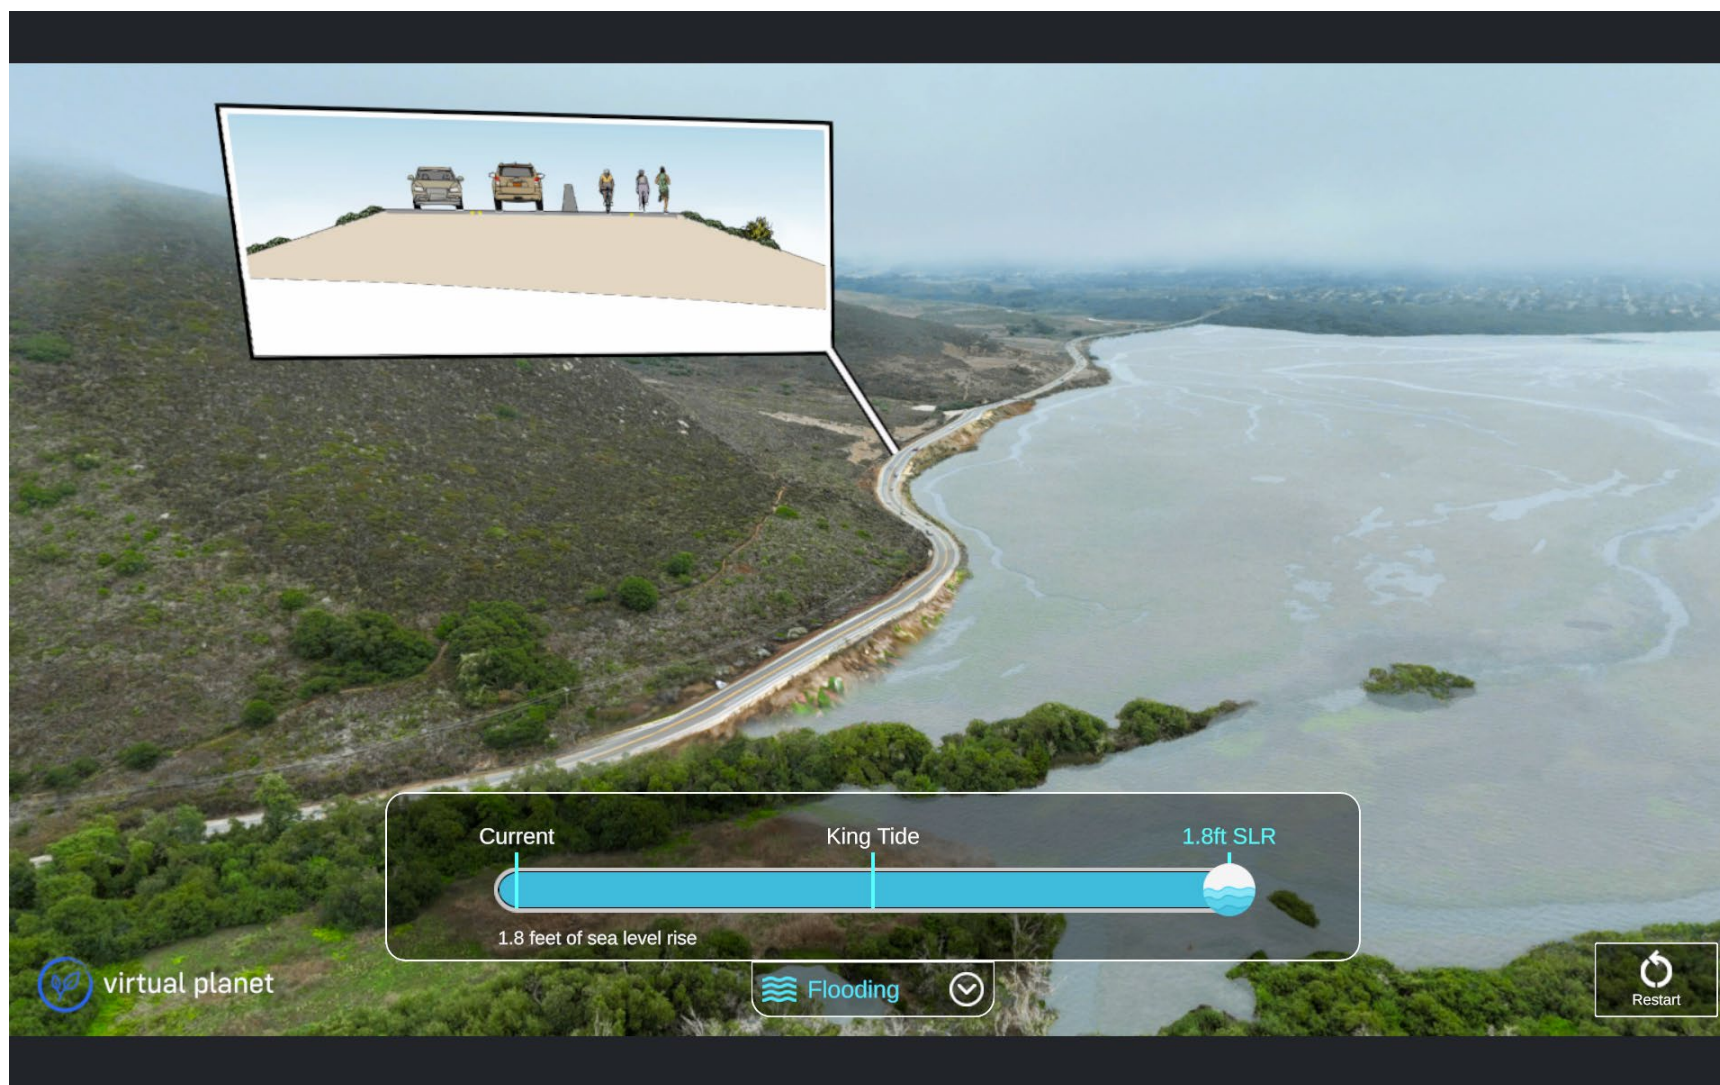 Current
King Tide
1.8ft SLR
1.8 feet of sea level rise
virtual planet
Flooding
Restart